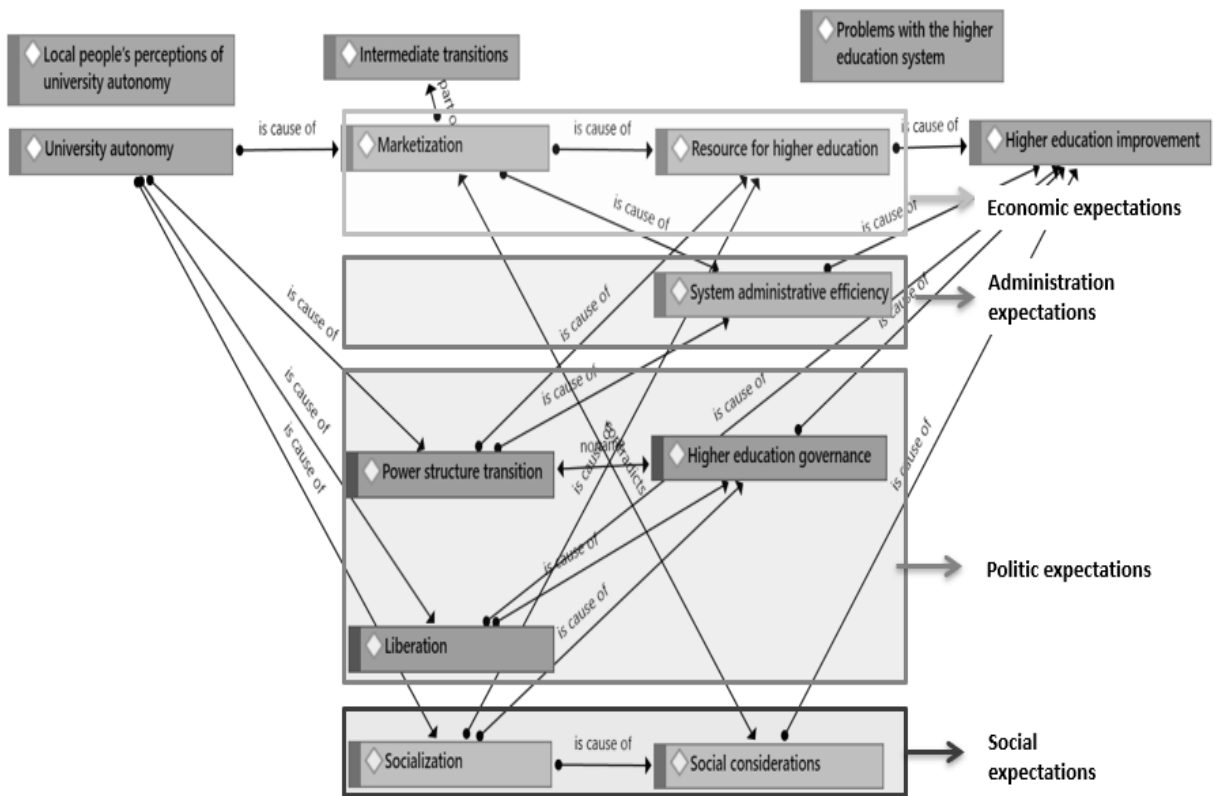 Local people's perceptions of
university autonomy
Intermediate transitions
Problems with the higher
education system
University autonomy
is cause of
Marketization
is cause of
Resource for higher education
is cause of
Higher education improvement
is cause of
is cause of
Economic expectations
System administrative efficiency
Administration
expectations
is cause of
is cause of
is cause of
is cause of
is cause of
is cause of
is cause of
Power structure transition
Higher education governance
is cause of
is cause of
contradicts
is cause of
is cause of
is cause of
Politic expectations
Liberation
Socialization
is cause of
Social considerations
Social
expectations